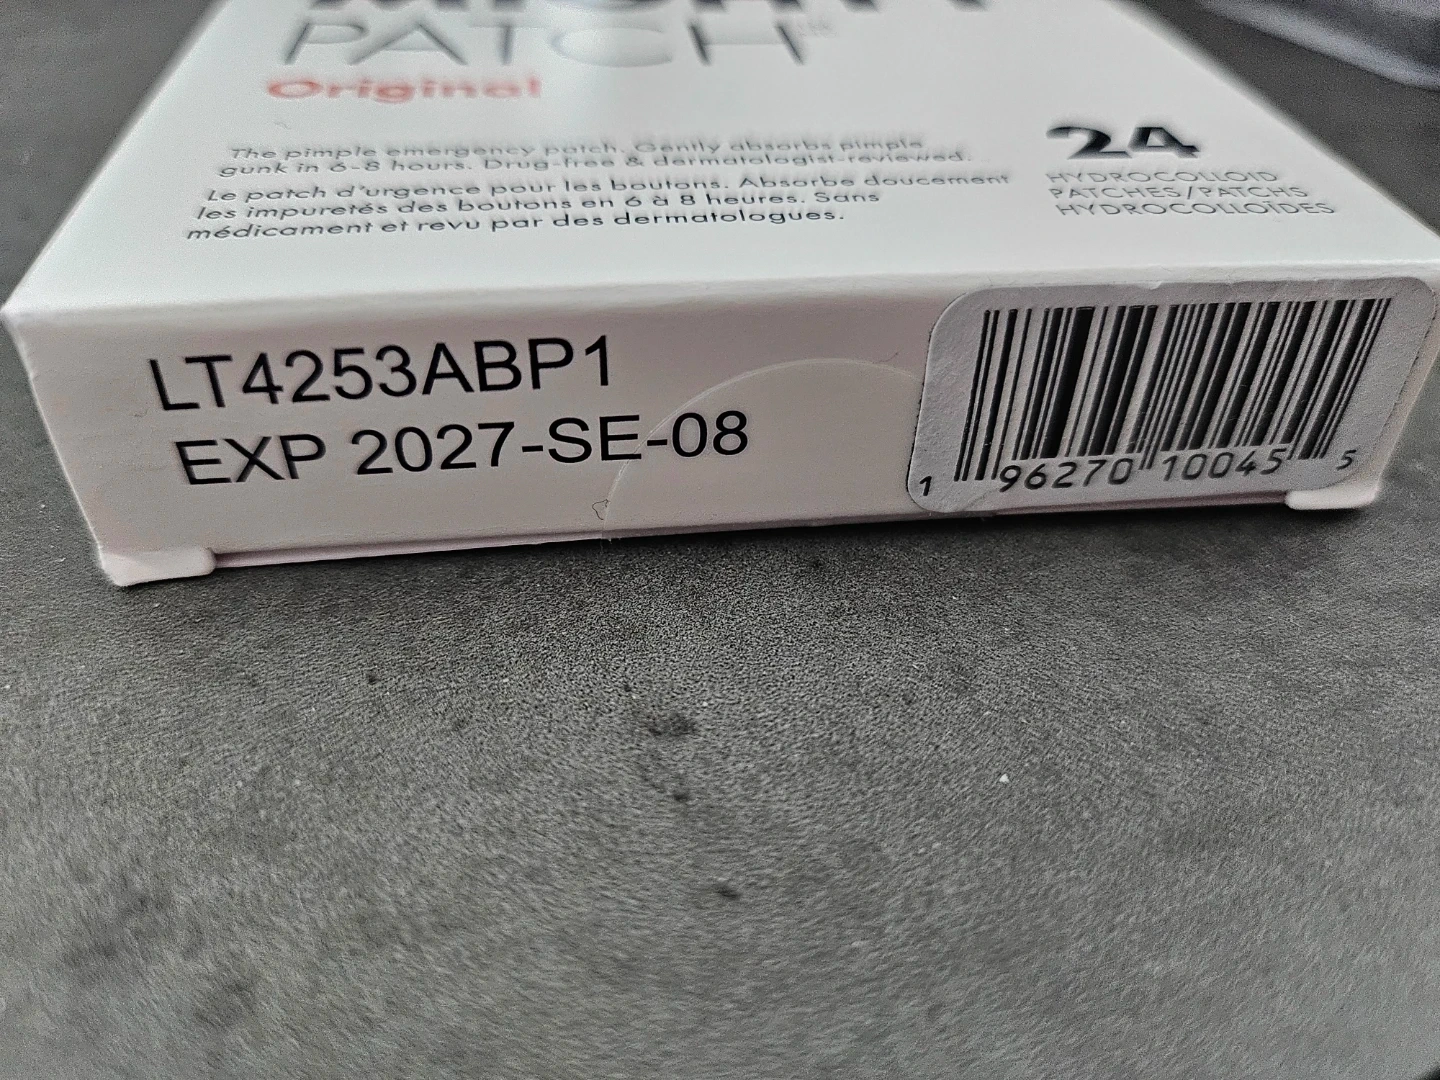 PATCH
Original
The pimple emergency patch. Gently absorbs pimple
gunk in 6-8 hours. Drug-free & dermatologist-reviewed.
Le patch d'urgence pour les boutons. Absorbe doucement
les impuretés des boutons en 6 à 8 heures. Sans
médicament et revu par des dermatologues.
24
HYDROCOLLOID
PATCHES/PATCHS
HYDROCOLLOÏDES
LT4253ABP1
EXP 2027-SE-08
1 96270 10045 5